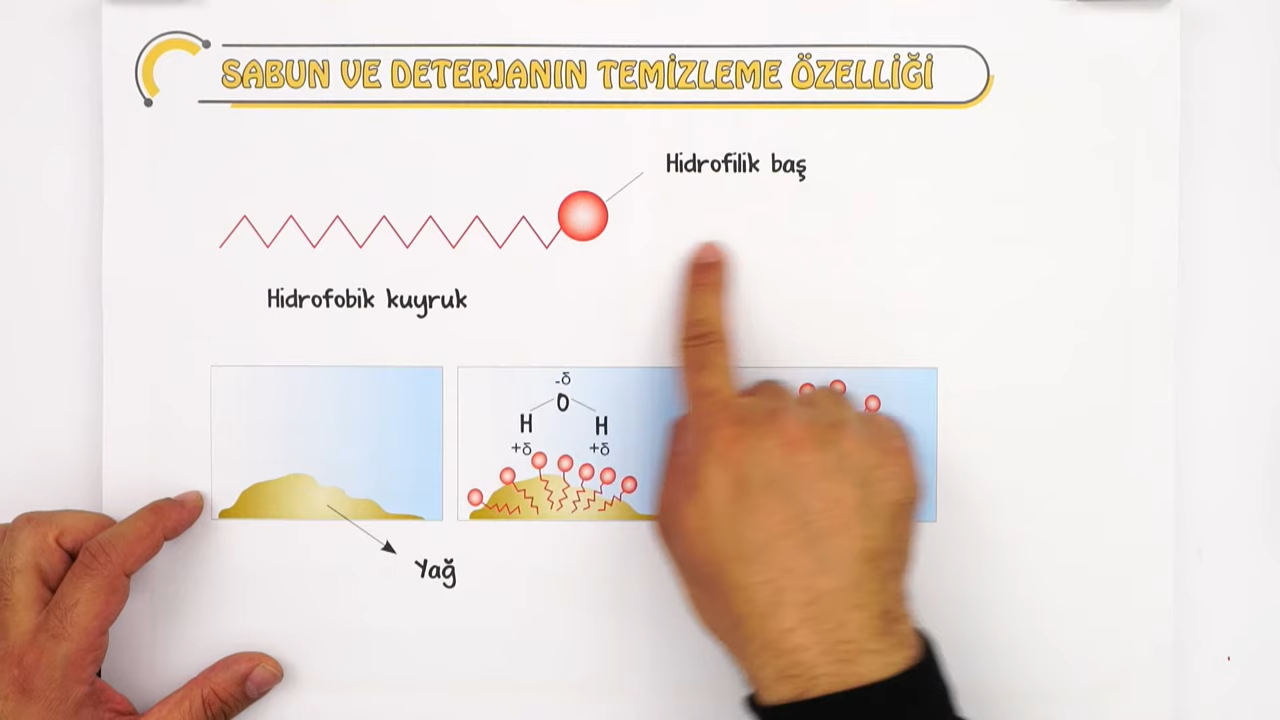 SABUN VE DETERJANIN TEMİZLEME ÖZELLİĞİ
Hidrofilik baş
Hidrofobik kuyruk
-δ
O
H H
+δ +δ
Yağ